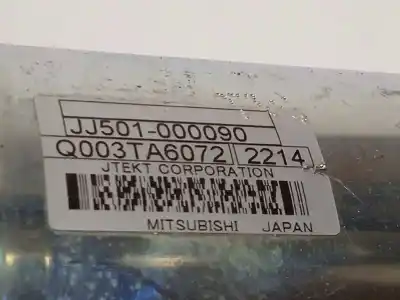 JJ501-000090
Q003TA6072 2214
JTEKT CORPORATION
MITSUBISHI JAPAN